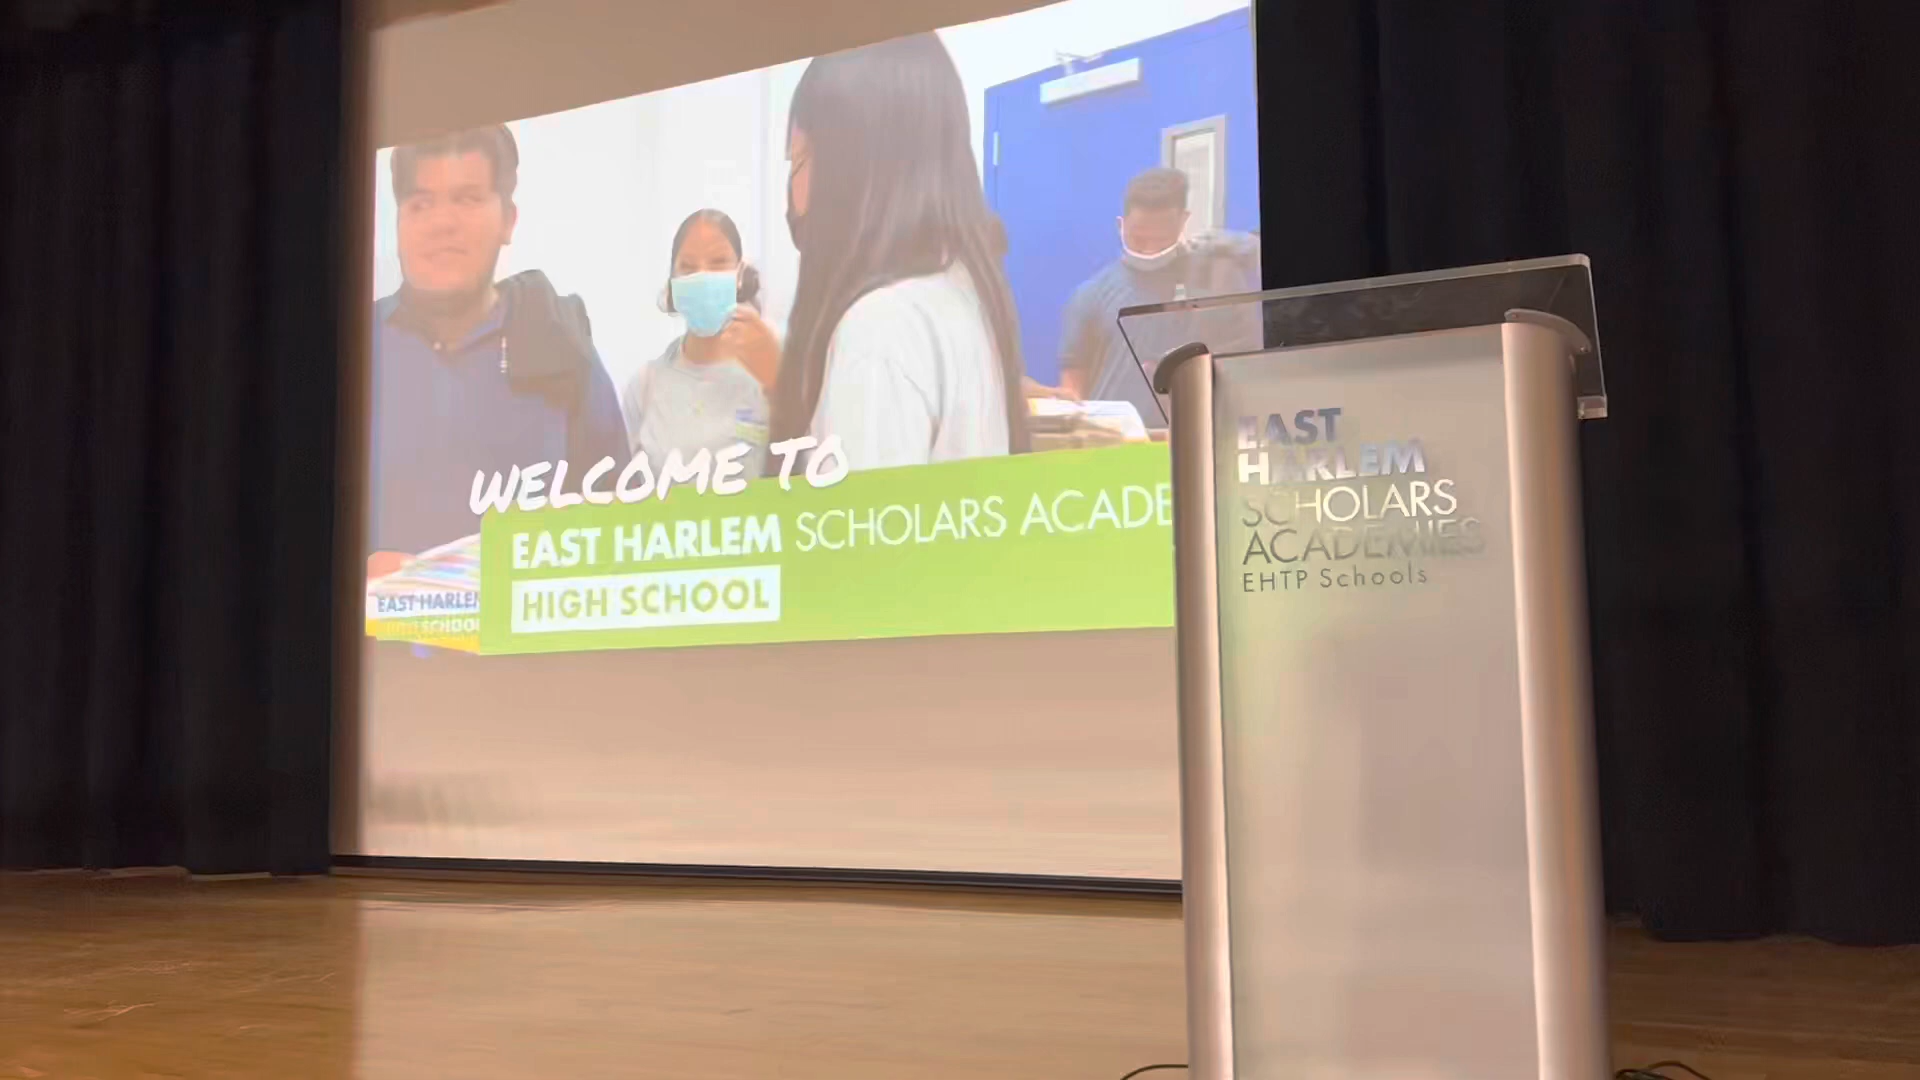 WELCOME TO
EAST HARLEM SCHOLARS ACADE
HIGH SCHOOL
EAST HARLEM
SCHOOL
EAST
HARLEM
SCHOLARS
ACADEMIES
EHTP Schools